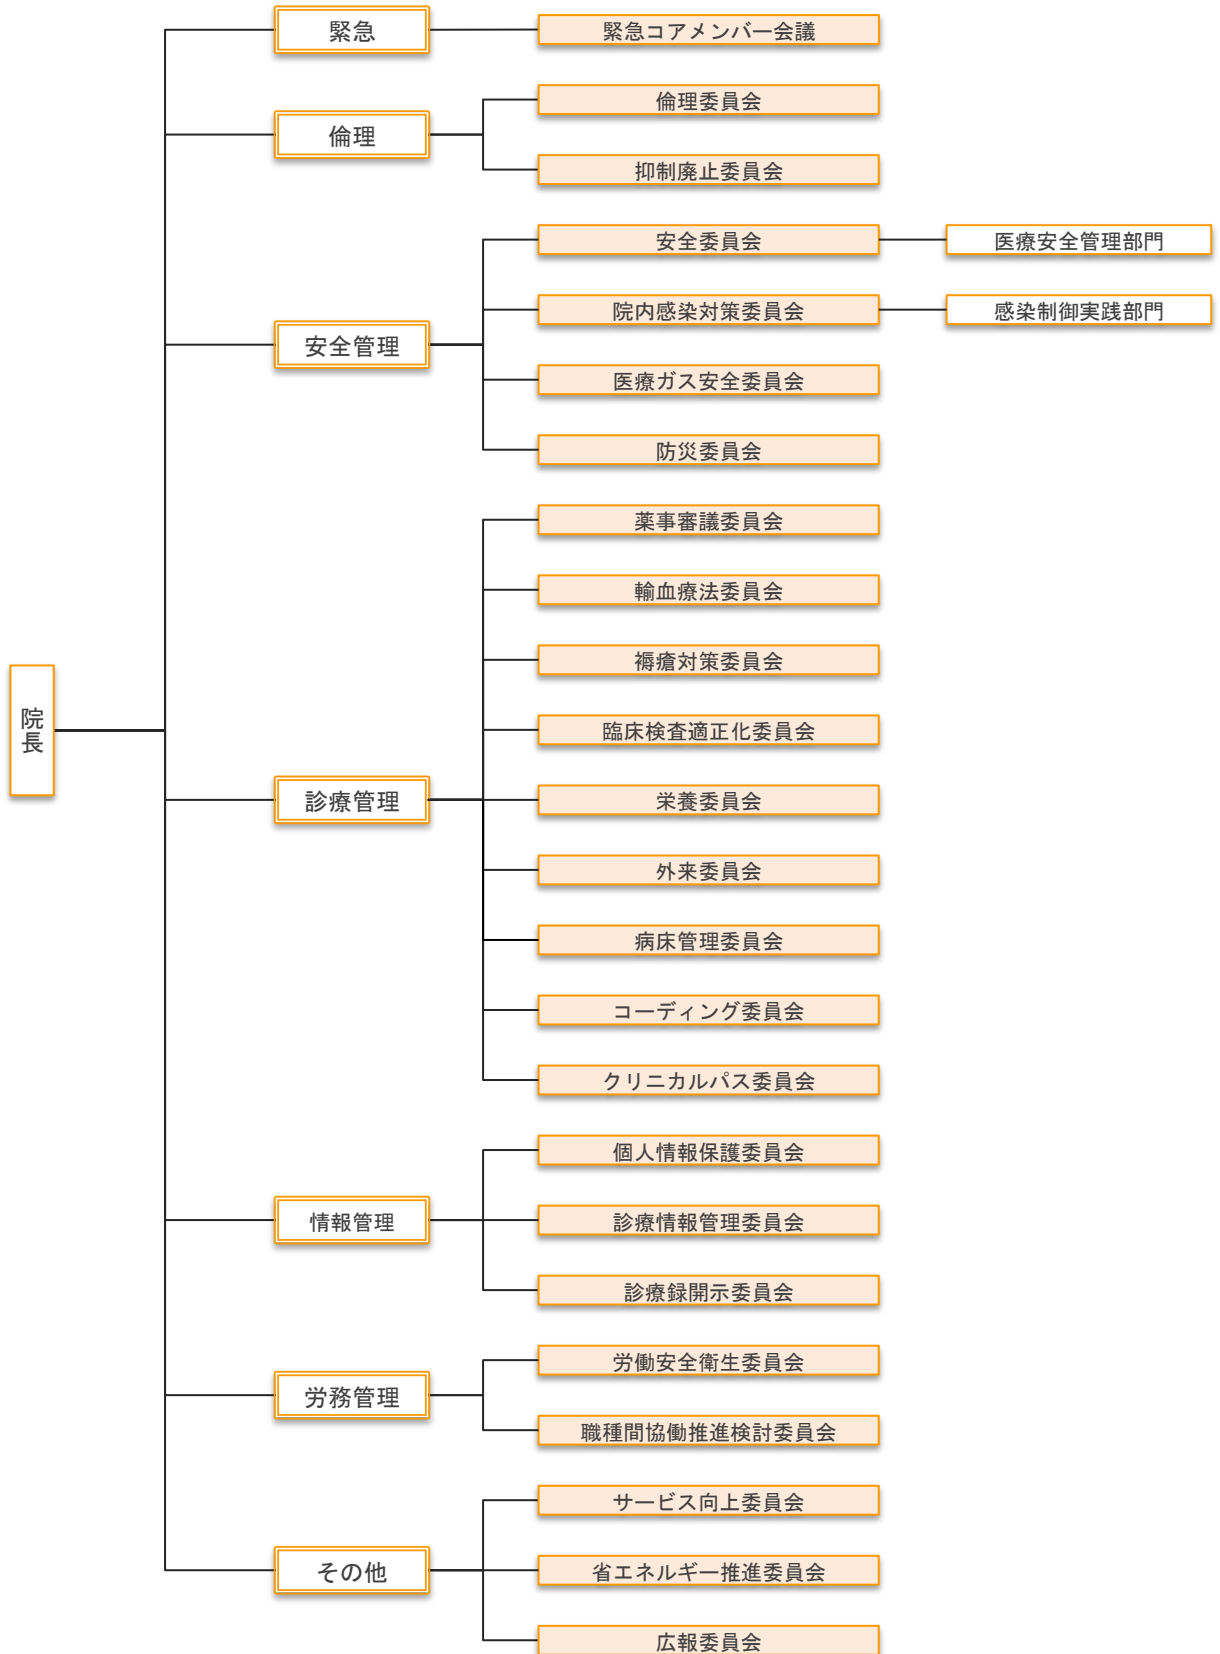 院長
緊急
緊急コアメンバー会議
倫理
倫理委員会
抑制廃止委員会
安全管理
安全委員会
医療安全管理部門
院内感染対策委員会
感染制御実践部門
医療ガス安全委員会
防災委員会
診療管理
薬事審議委員会
輸血療法委員会
褥瘡対策委員会
臨床検査適正化委員会
栄養委員会
外来委員会
病床管理委員会
コーディング委員会
クリニカルパス委員会
情報管理
個人情報保護委員会
診療情報管理委員会
診療録開示委員会
労務管理
労働安全衛生委員会
職種間協働推進検討委員会
その他
サービス向上委員会
省エネルギー推進委員会
広報委員会